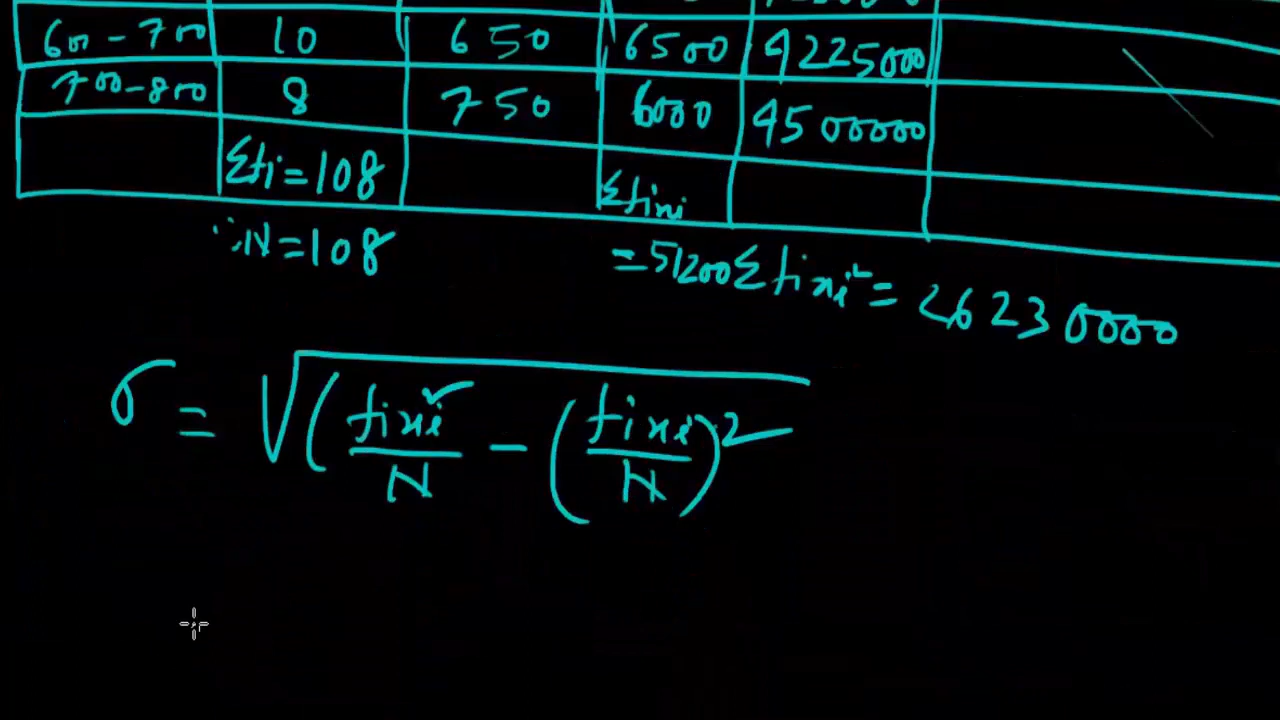 600-700 10 650 6500 4225000
700-800 8 750 6000 4500000
Σfi=108 Σfixi
∴N=108 =51200 Σfixi²=26230000
σ = √(fixi²/N - (fixi/N)²